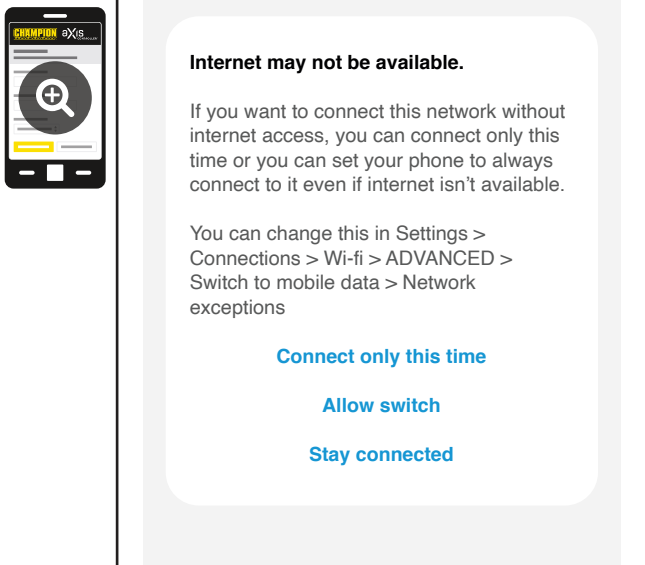 CHAMPION aXis
CONTROLLER
Internet may not be available.
If you want to connect this network without
internet access, you can connect only this
time or you can set your phone to always
connect to it even if internet isn’t available.
You can change this in Settings >
Connections > Wi-fi > ADVANCED >
Switch to mobile data > Network
exceptions
Connect only this time
Allow switch
Stay connected